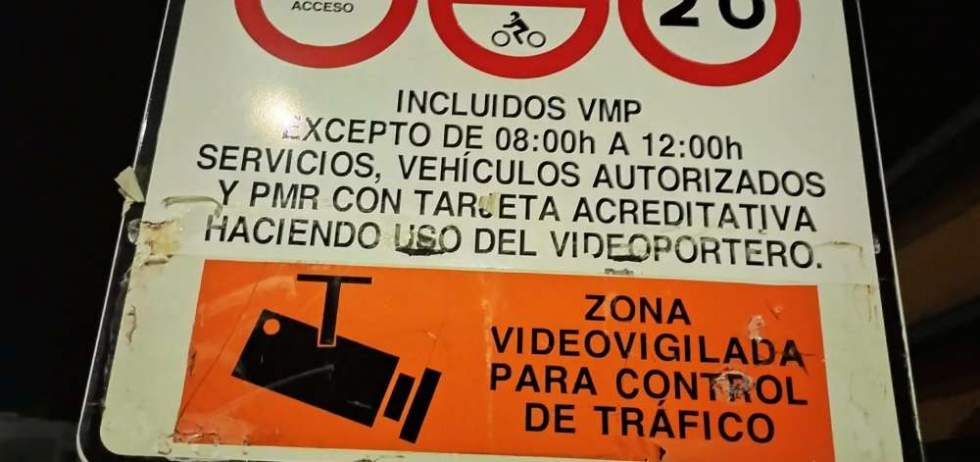 ACCESO
20
INCLUIDOS VMP
EXCEPTO DE 08:00h A 12:00h
SERVICIOS, VEHÍCULOS AUTORIZADOS
Y PMR CON TARJETA ACREDITATIVA
HACIENDO USO DEL VIDEOPORTERO.
ZONA
VIDEOVIGILADA
PARA CONTROL
DE TRÁFICO